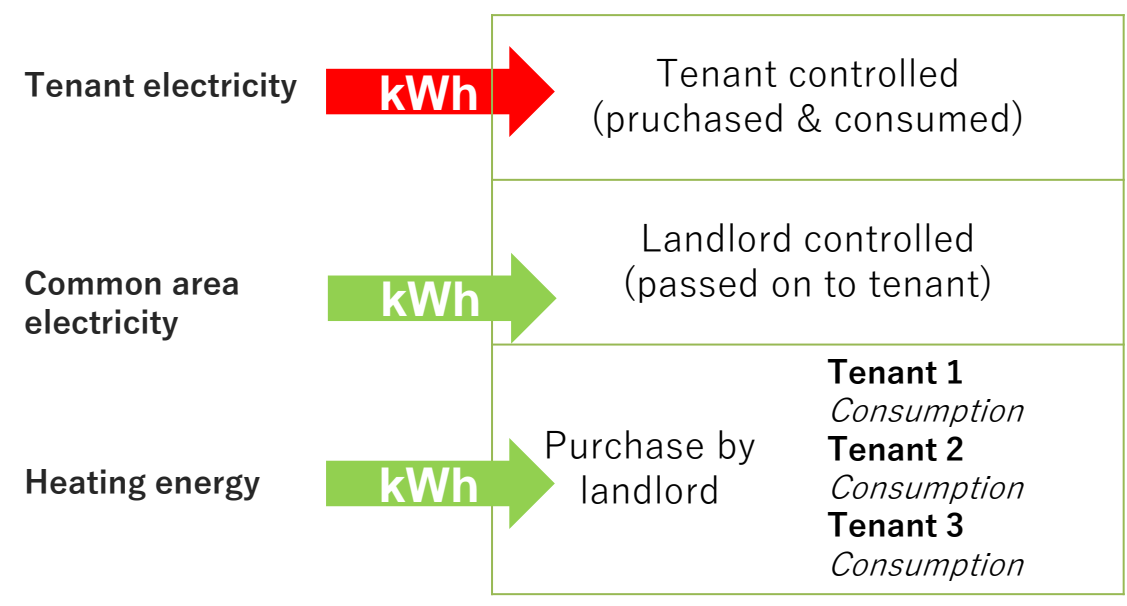 Tenant electricity
kWh
Tenant controlled
(pruchased & consumed)
Common area
electricity
kWh
Landlord controlled
(passed on to tenant)
Heating energy
kWh
Purchase by
landlord
Tenant 1
Consumption
Tenant 2
Consumption
Tenant 3
Consumption